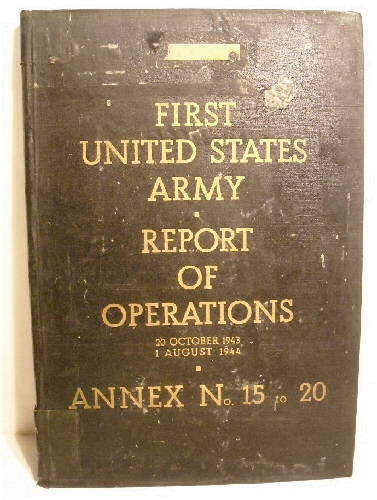 FIRST
UNITED STATES
ARMY
REPORT
OF
OPERATIONS
20 OCTOBER 1943
1 AUGUST 1944
ANNEX No. 15 to 20